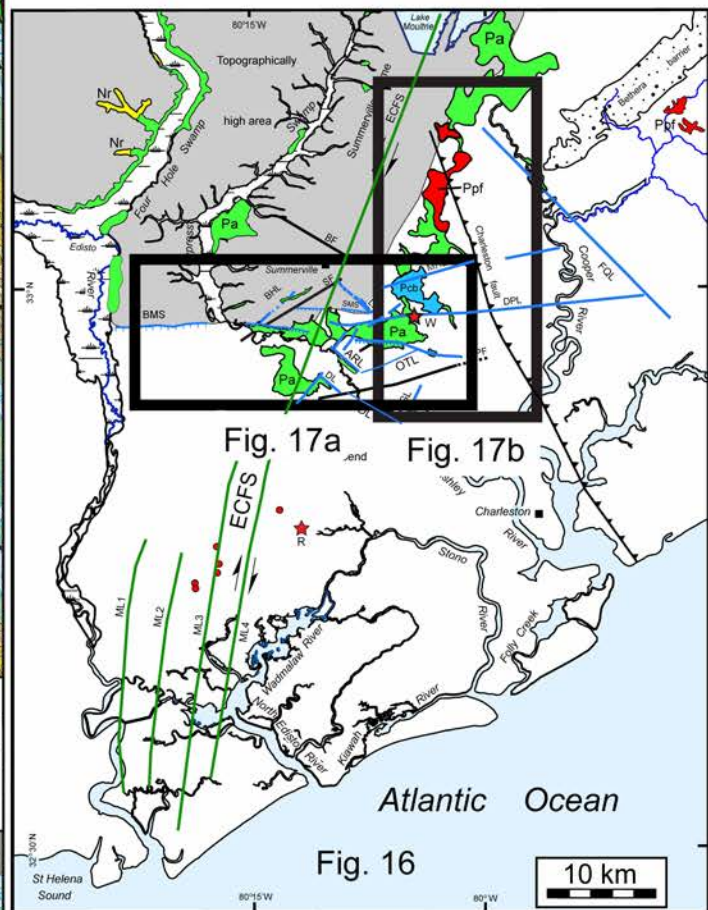 80°15'W
80°W
Lake
Moultrie
Pa
Topographically
Nr
Nr
high area
Swamp
Summerville
ECFS
Bethera barrier
Ppf
Four Hole Swamp
Ppf
Pa
Edisto
River
BF
Charleston fault
Cooper
River
FQL
33°N
Summerville
BHL
SF
Pcb
DPL
SMS
BMS
W
Pa
ARL
OTL
Pa
DL
Fig. 17a
Fig. 17b
end
ECFS
Charleston
River
R
Stono
River
ML1
ML2
ML3
ML4
Folly Creek
Wadmalaw River
North Edisto
River
Kiawah
River
Atlantic Ocean
32°30'N
Fig. 16
10 km
St Helena
Sound
80°15'W
80°W